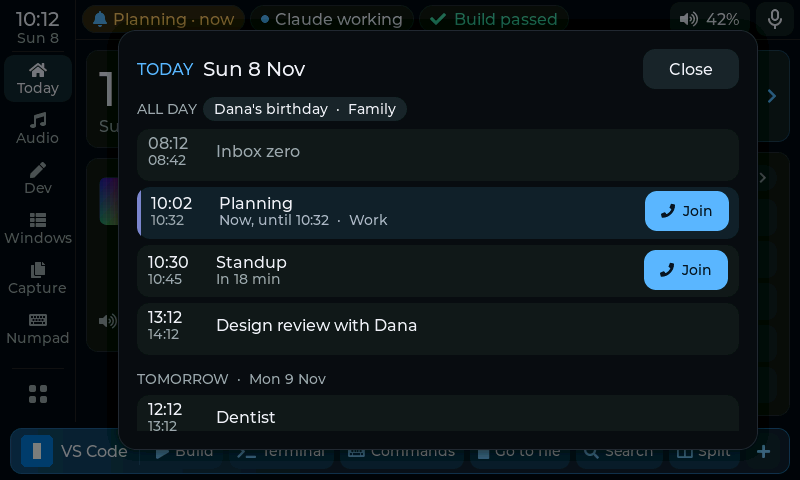 10:12
Sun 8
Planning · now
Claude working
Build passed
42%
Today
Audio
Dev
Windows
Capture
Numpad
TODAY Sun 8 Nov
Close
ALL DAY Dana's birthday · Family
08:12
08:42
Inbox zero
10:02
10:32
Planning
Now, until 10:32 · Work
Join
10:30
10:45
Standup
In 18 min
Join
13:12
14:12
Design review with Dana
TOMORROW · Mon 9 Nov
12:12
13:12
Dentist
VS Code
Build
Terminal
Commands
Go to file
Search
Split